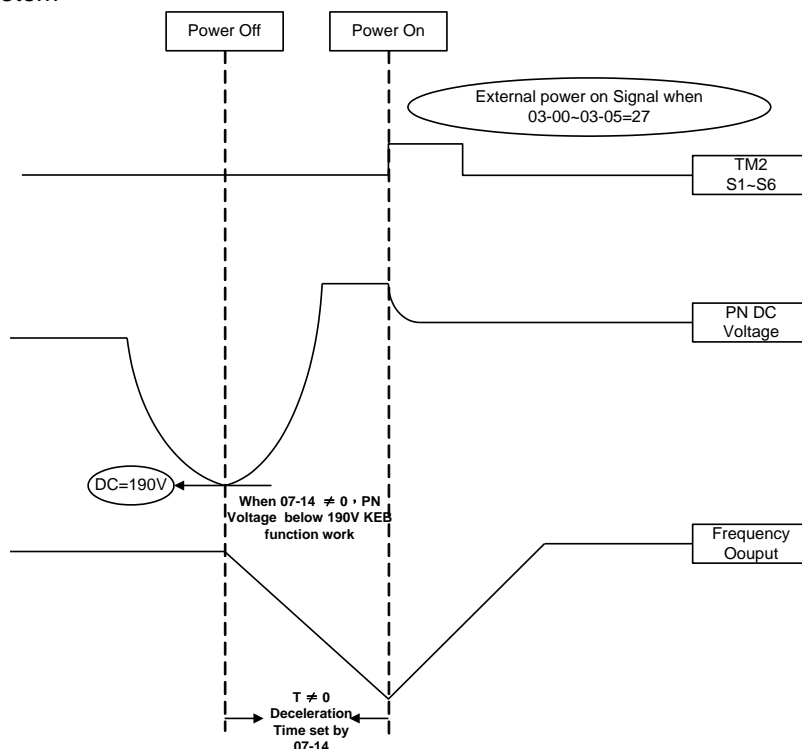 Power Off
Power On
External power on Signal when
03-00~03-05=27
TM2
S1~S6
PN DC
Voltage
DC=190V
When 07-14 ≠ 0，PN
Voltage below 190V KEB
function work
Frequency
Oouput
T ≠ 0
Deceleration
Time set by
07-14